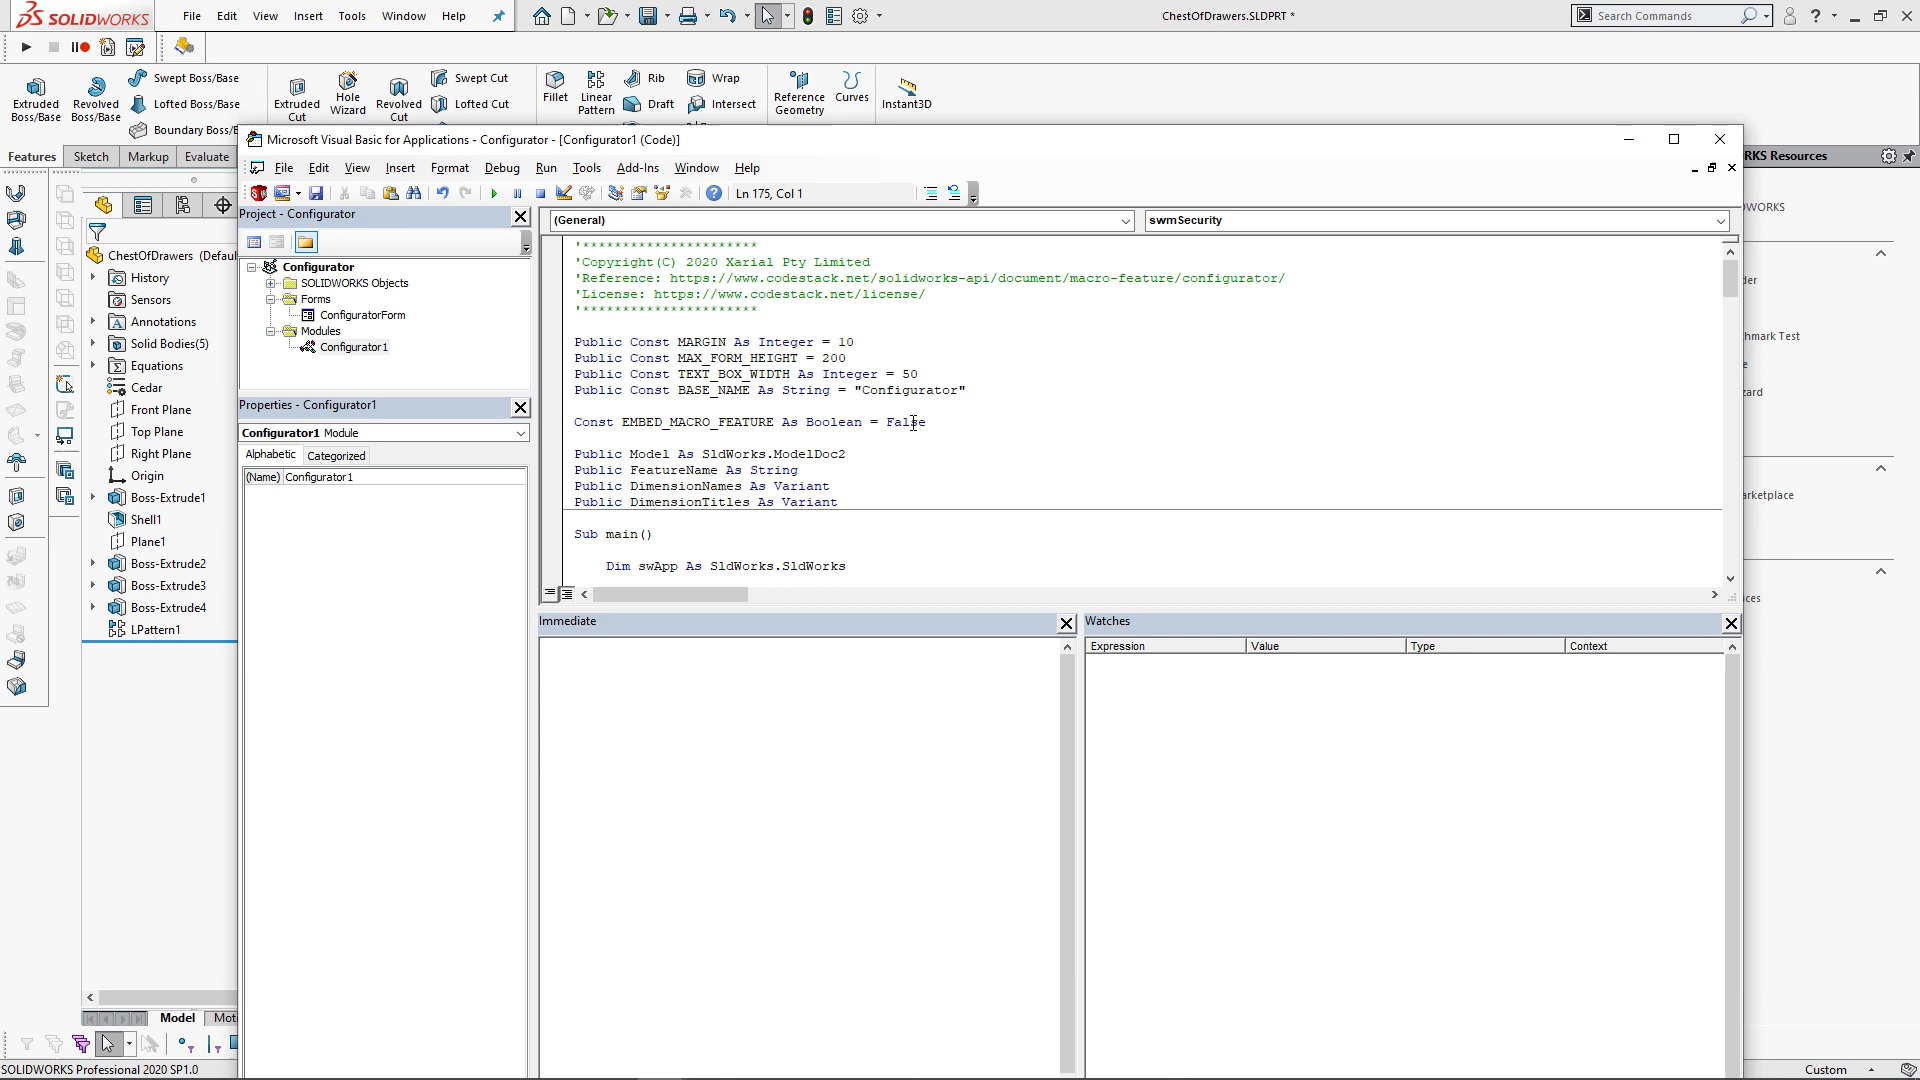 SOLIDWORKS
File Edit View Insert Tools Window Help
ChestOfDrawers.SLDPRT *
Search Commands
Extruded Boss/Base
Revolved Boss/Base
Swept Boss/Base
Lofted Boss/Base
Boundary Boss/B
Extruded Cut
Hole Wizard
Revolved Cut
Swept Cut
Lofted Cut
Fillet
Linear Pattern
Rib
Draft
Wrap
Intersect
Reference Geometry
Curves
Instant3D
Features Sketch Markup Evaluate
Microsoft Visual Basic for Applications - Configurator - [Configurator1 (Code)]
File Edit View Insert Format Debug Run Tools Add-Ins Window Help
Ln 175, Col 1
Project - Configurator
Configurator
SOLIDWORKS Objects
Forms
ConfiguratorForm
Modules
Configurator1
Properties - Configurator1
Configurator1 Module
Alphabetic Categorized
(Name) Configurator1
(General)
swmSecurity
'**********************
'Copyright(C) 2020 Xarial Pty Limited
'Reference: https://www.codestack.net/solidworks-api/document/macro-feature/configurator/
'License: https://www.codestack.net/license/
'**********************
Public Const MARGIN As Integer = 10
Public Const MAX_FORM_HEIGHT = 200
Public Const TEXT_BOX_WIDTH As Integer = 50
Public Const BASE_NAME As String = "Configurator"
Const EMBED_MACRO_FEATURE As Boolean = False
Public Model As SldWorks.ModelDoc2
Public FeatureName As String
Public DimensionNames As Variant
Public DimensionTitles As Variant
Sub main()
Dim swApp As SldWorks.SldWorks
Immediate
Watches
Expression Value Type Context
ChestOfDrawers (Defau
History
Sensors
Annotations
Solid Bodies(5)
Equations
Cedar
Front Plane
Top Plane
Right Plane
Origin
Boss-Extrude1
Shell1
Plane1
Boss-Extrude2
Boss-Extrude3
Boss-Extrude4
LPattern1
Model Mot
RKS Resources
WORKS
der
hmark Test
e
ard
arketplace
ces
SOLIDWORKS Professional 2020 SP1.0
Custom